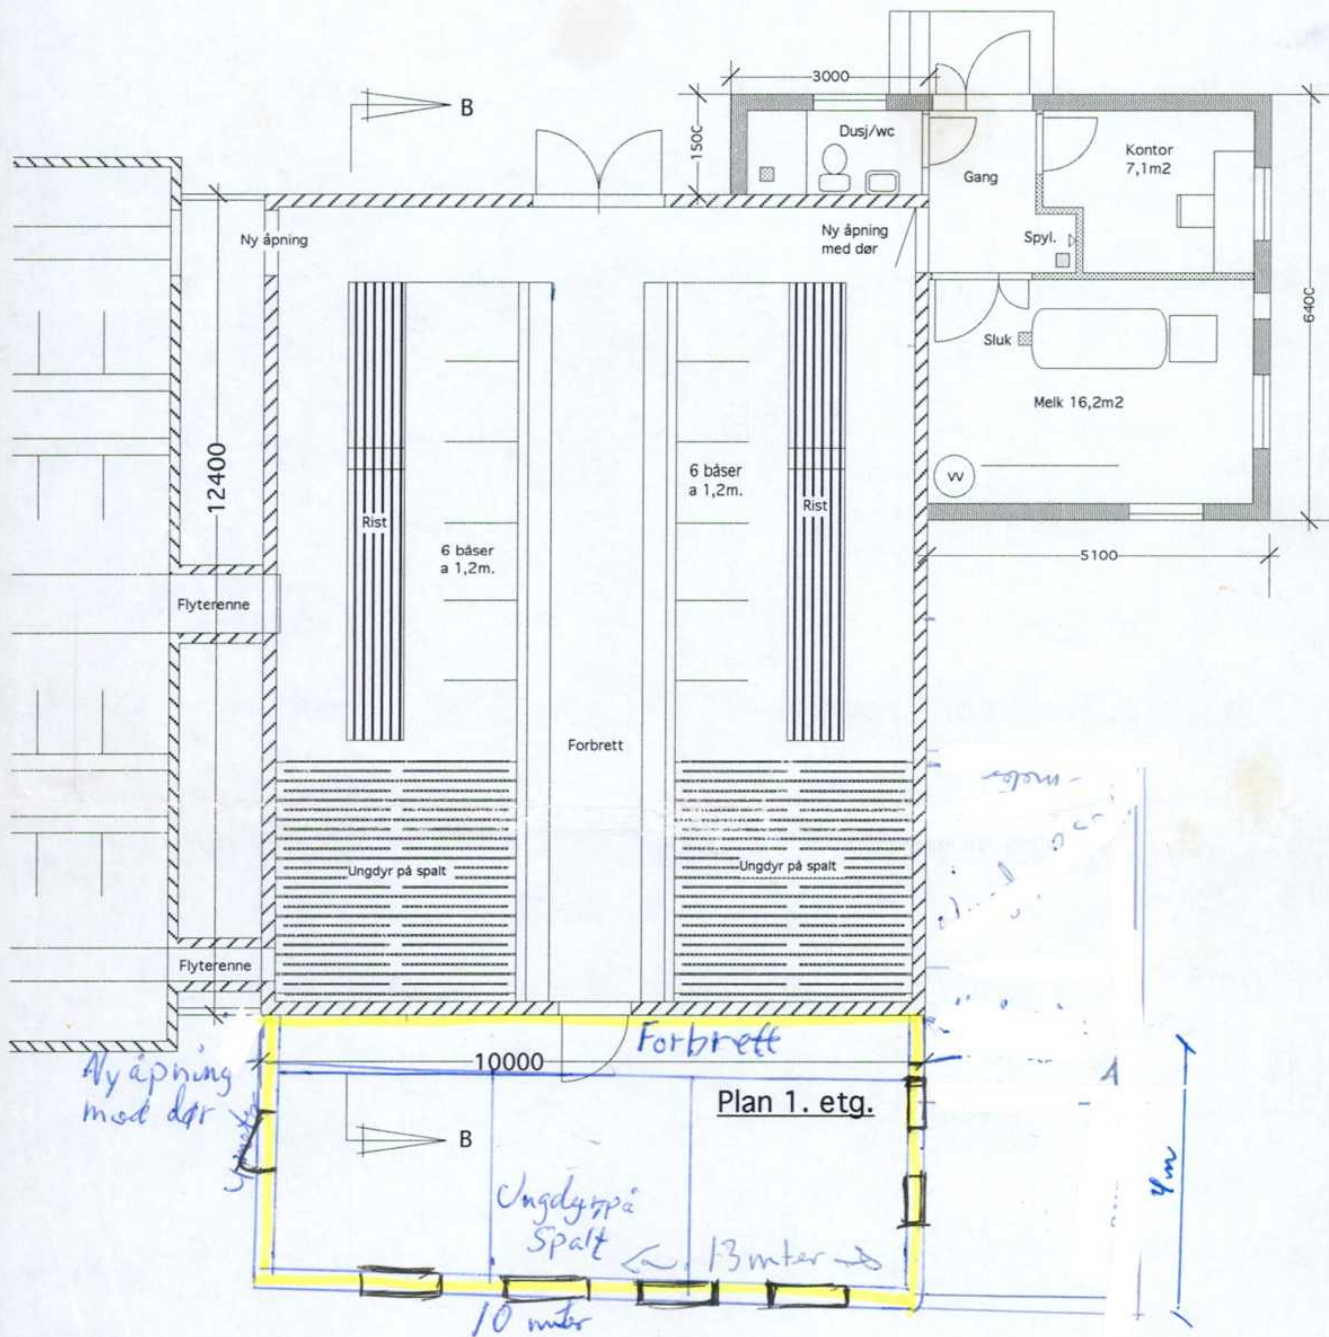 3000
B
1500
Dusj/wc
Kontor
7,1m2
Gang
Ny åpning
Ny åpning
med dør
Spyl.
6400
Sluk
Melk 16,2m2
12400
6 båser
a 1,2m.
Rist
Rist
VV
6 båser
a 1,2m.
5100
Flyterenne
Forbrett
Ungdyr på spalt
Ungdyr på spalt
Flyterenne
Forbrett
10000
Ny åpning
med dør
A
Plan 1. etg.
B
4m
Ungdyr på
Spalt
13 meter
10 meter